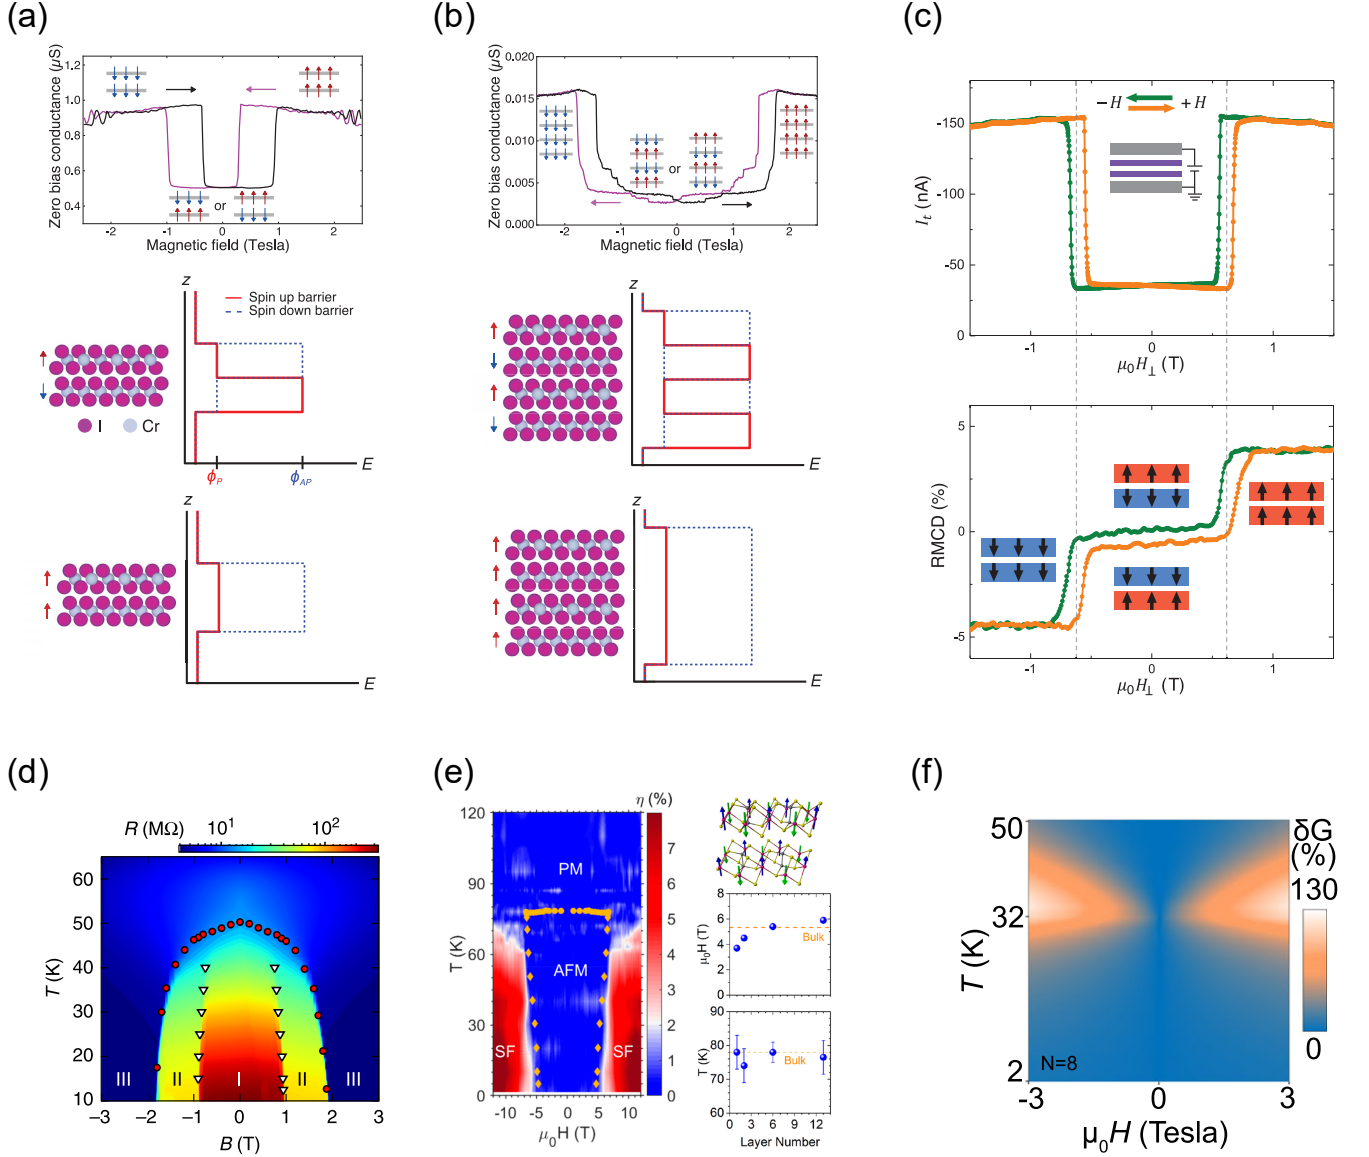 (a)
Zero bias conductance (µS)
1.2
1.0
0.8
0.6
0.4
or
-2
-1
0
1
2
Magnetic field (Tesla)
z
Spin up barrier
Spin down barrier
I
Cr
ϕP
ϕAP
E
z
E
(b)
Zero bias conductance (µS)
0.020
0.015
0.010
0.005
0.000
or
-2
-1
0
1
2
Magnetic field (Tesla)
z
E
z
E
(c)
It (nA)
-150
-100
-50
0
−H
+H
-1
0
1
µ0H⊥ (T)
RMCD (%)
5
0
-5
-1
0
1
µ0H⊥ (T)
(d)
R (MΩ)
10¹
10²
T (K)
60
50
40
30
20
10
III
II
I
II
III
−3
−2
−1
0
1
2
3
B (T)
(e)
η (%)
T (K)
120
105
90
75
60
45
30
15
0
PM
AFM
SF
SF
7
6
5
4
3
2
1
0
-10
-5
0
5
10
µ0H (T)
µ0H (T)
8
6
4
2
0
Bulk
T (K)
90
80
70
60
Bulk
0
3
6
9
12
Layer Number
(f)
T (K)
50
32
2
N=8
-3
0
3
µ0H (Tesla)
δG
(%)
130
0